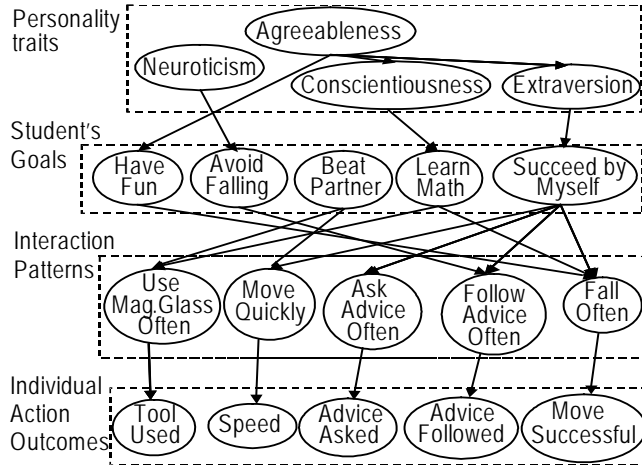 Personality
traits
Agreeableness
Neuroticism
Conscientiousness
Extraversion
Student's
Goals
Have
Fun
Avoid
Falling
Beat
Partner
Learn
Math
Succeed by
Myself
Interaction
Patterns
Use
Mag.Glass
Often
Move
Quickly
Ask
Advice
Often
Follow
Advice
Often
Fall
Often
Individual
Action
Outcomes
Tool
Used
Speed
Advice
Asked
Advice
Followed
Move
Successful